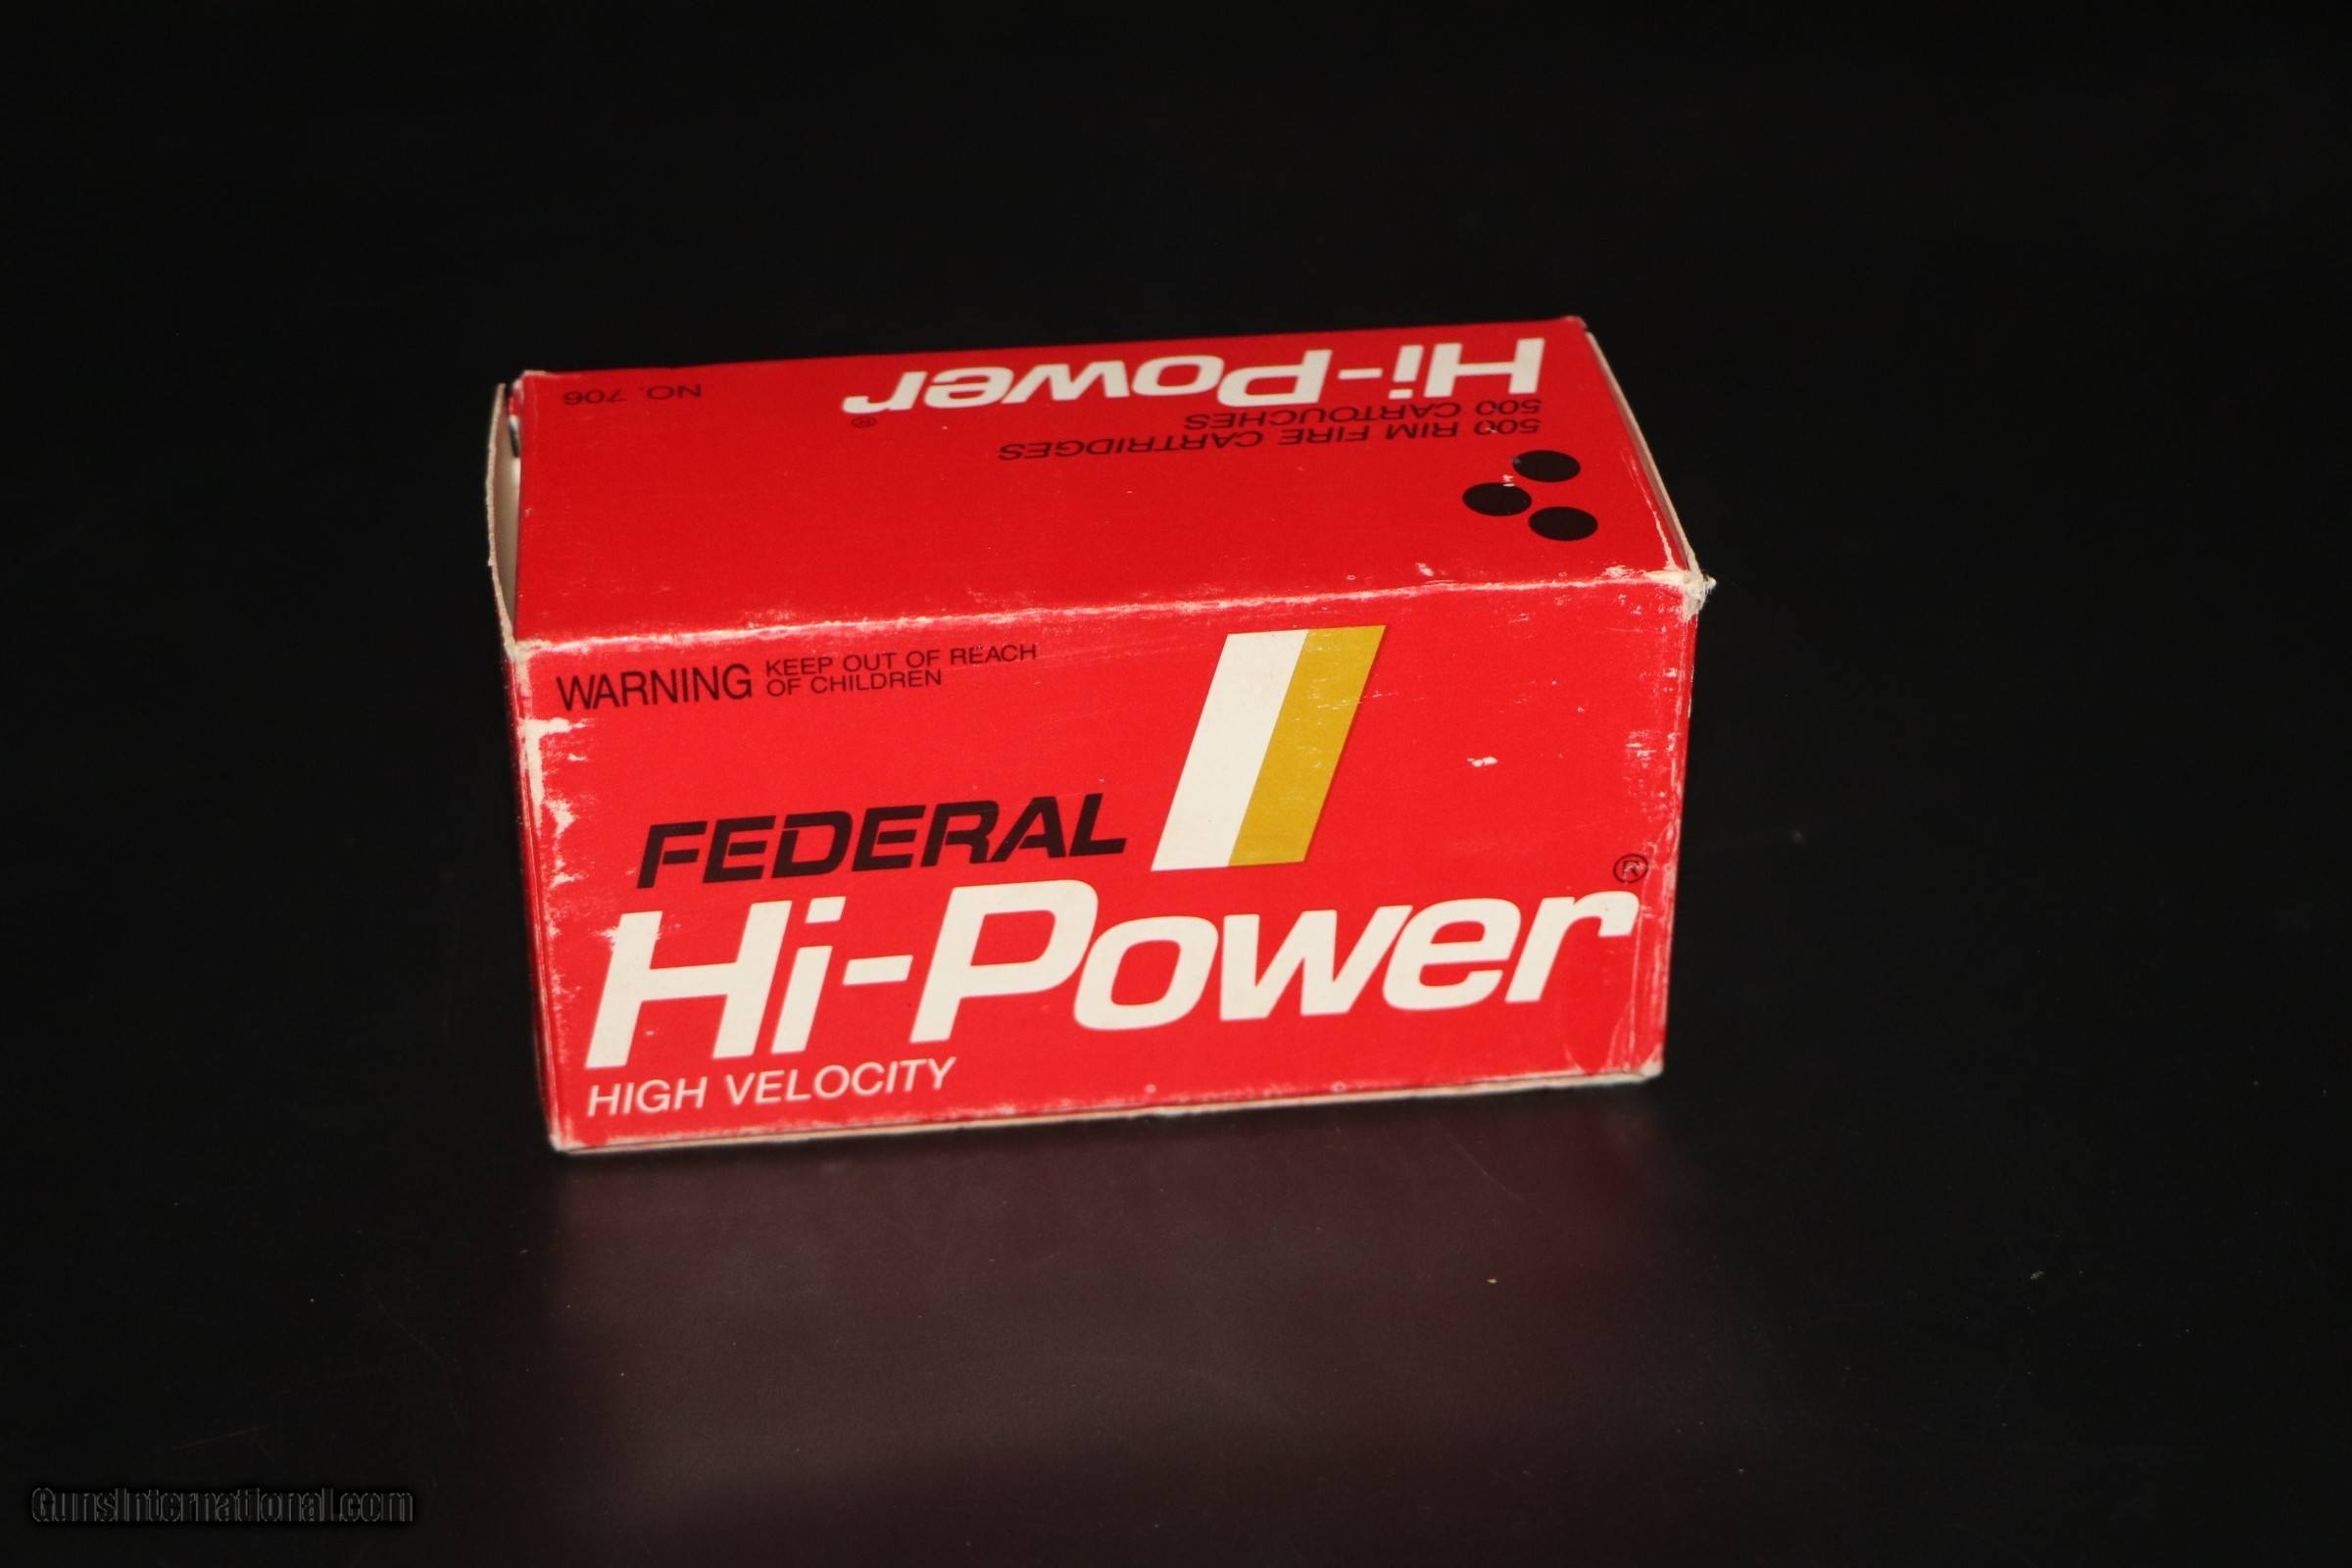 NO. 706
Hi-Power®
500 CARTOUCHES
500 RIM FIRE CARTRIDGES
WARNING KEEP OUT OF REACH
OF CHILDREN
FEDERAL
Hi-Power®
HIGH VELOCITY
GunsInternational.com